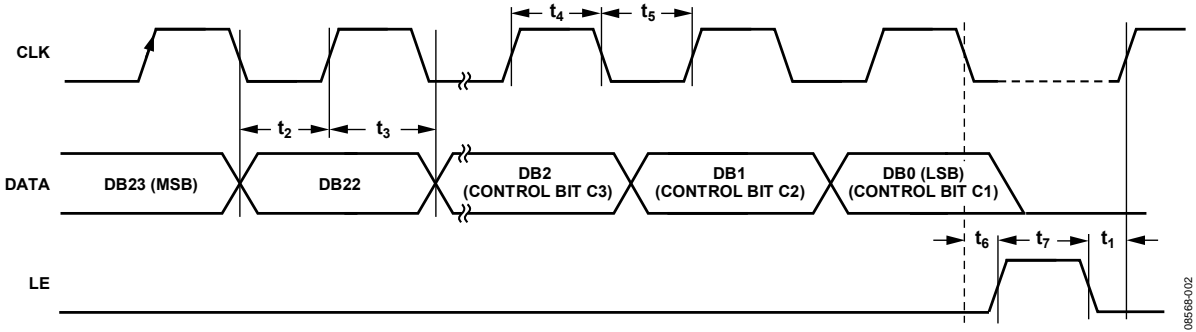 t4
t5
CLK
t2
t3
DATA
DB23 (MSB)
DB22
DB2
(CONTROL BIT C3)
DB1
(CONTROL BIT C2)
DB0 (LSB)
(CONTROL BIT C1)
t6
t7
t1
LE
08568-002